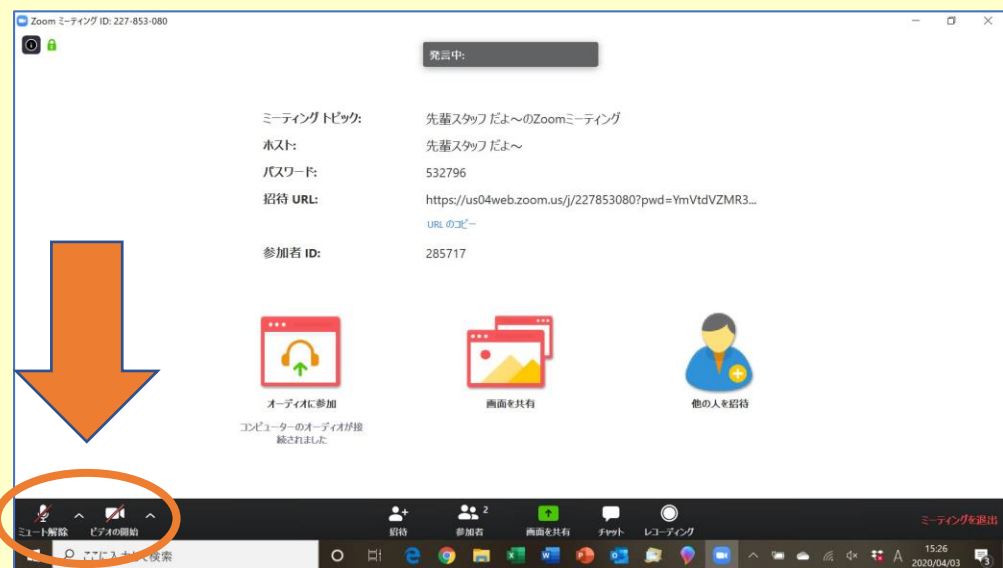 Zoom ミーティング ID: 227-853-080
発言中:
ミーティング トピック: 先輩スタッフ だよ～のZoomミーティング
ホスト: 先輩スタッフ だよ～
パスワード: 532796
招待 URL: https://us04web.zoom.us/j/227853080?pwd=YmVtdVZMR3...
URL のコピー
参加者 ID: 285717
オーディオに参加 画面を共有 他の人を招待
コンピューターのオーディオが接
続されました
ミュート解除 ビデオの開始 招待 参加者 2 画面を共有 チャット レコーディング ミーティングを退出
ここに入力して検索 A 15:26
2020/04/03 3